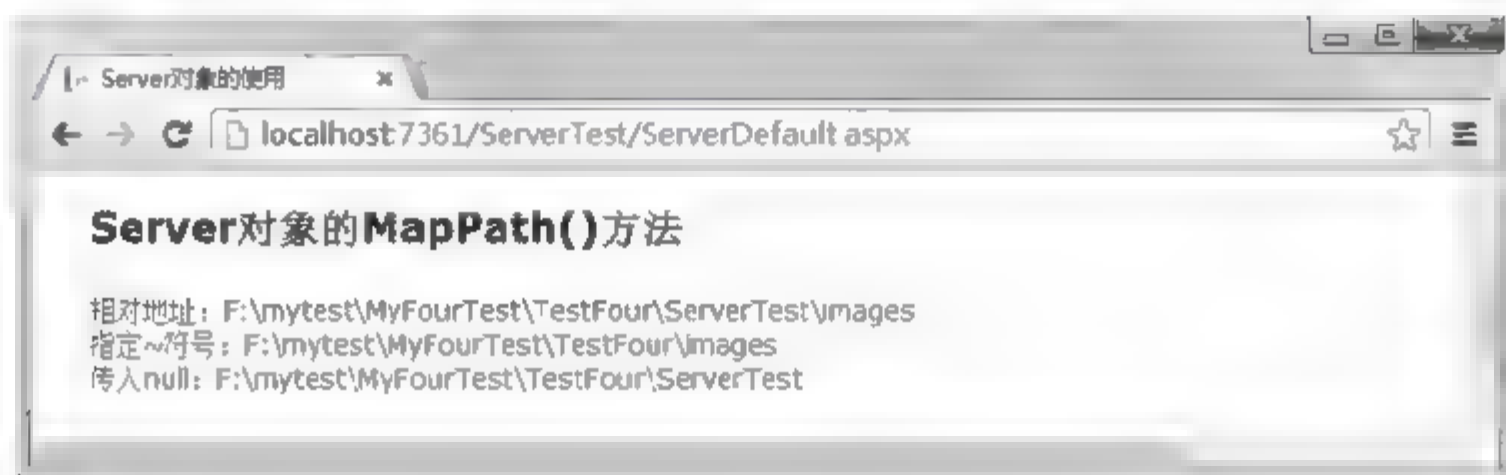 Server对象的使用
localhost:7361/ServerTest/ServerDefault.aspx
Server对象的MapPath()方法
相对地址：F:\mytest\MyFourTest\TestFour\ServerTest\images
指定~符号：F:\mytest\MyFourTest\TestFour\images
传入null：F:\mytest\MyFourTest\TestFour\ServerTest